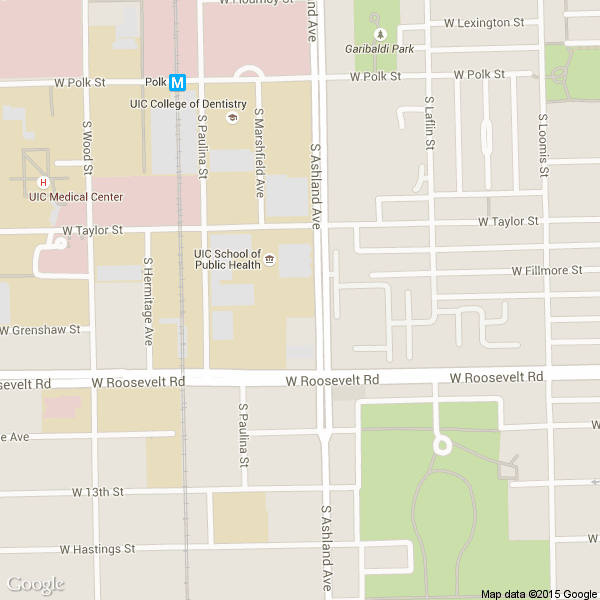 W Flournoy St
W Lexington St
Garibaldi Park
W Polk St
Polk
M
W Polk St
W Polk St
UIC College of Dentistry
S Wood St
S Paulina St
S Marshfield Ave
S Ashland Ave
S Laflin St
S Loomis St
H
UIC Medical Center
W Taylor St
W Taylor St
UIC School of
Public Health
W Fillmore St
S Hermitage Ave
W Grenshaw St
sevelt Rd
W Roosevelt Rd
W Roosevelt Rd
W Roosevelt Rd
S Paulina St
e Ave
W
W 13th St
S Ashland Ave
W Hastings St
W
Google
Map data ©2015 Google